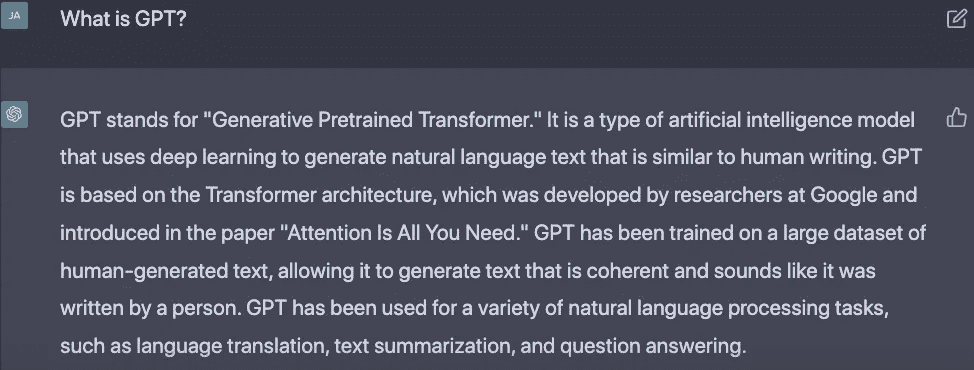 JA
What is GPT?
GPT stands for "Generative Pretrained Transformer." It is a type of artificial intelligence model
that uses deep learning to generate natural language text that is similar to human writing. GPT
is based on the Transformer architecture, which was developed by researchers at Google and
introduced in the paper "Attention Is All You Need." GPT has been trained on a large dataset of
human-generated text, allowing it to generate text that is coherent and sounds like it was
written by a person. GPT has been used for a variety of natural language processing tasks,
such as language translation, text summarization, and question answering.